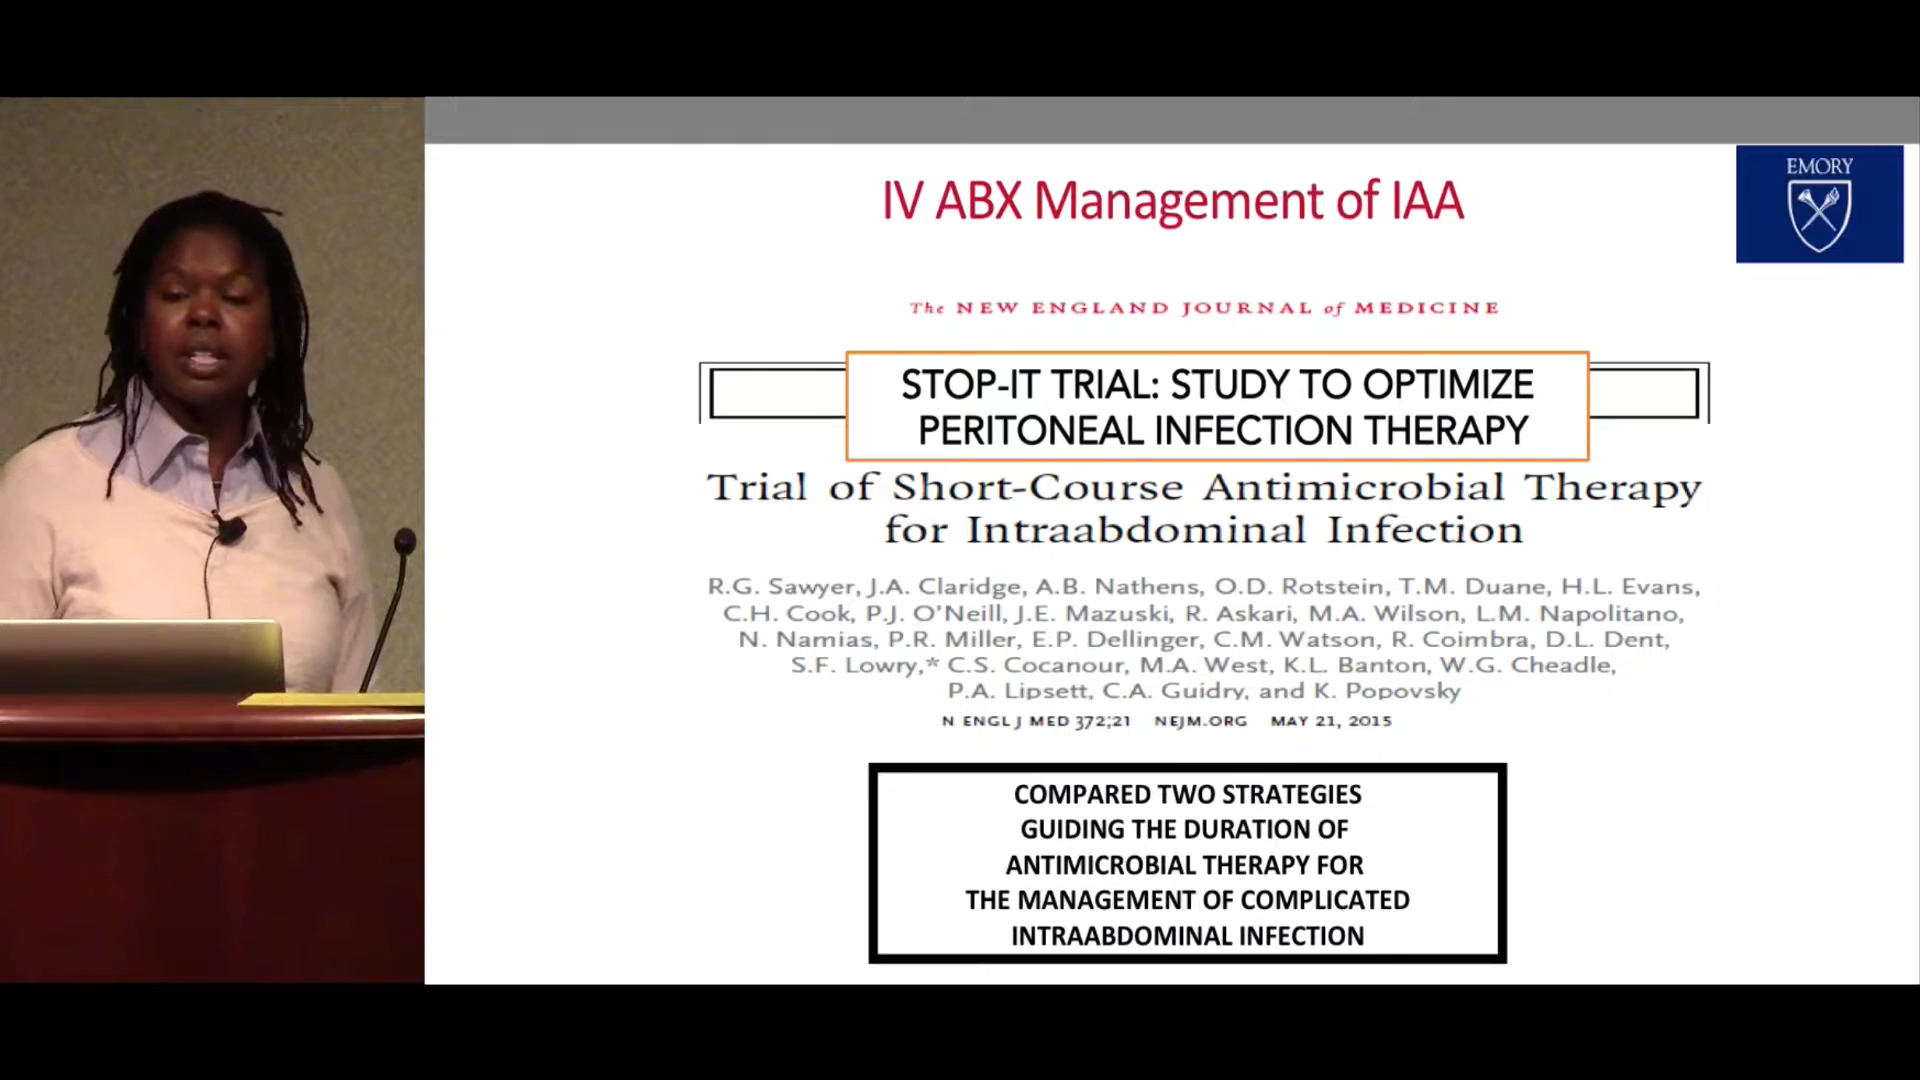 IV ABX Management of IAA
EMORY
The NEW ENGLAND JOURNAL of MEDICINE
STOP-IT TRIAL: STUDY TO OPTIMIZE
PERITONEAL INFECTION THERAPY
Trial of Short-Course Antimicrobial Therapy
for Intraabdominal Infection
R.G. Sawyer, J.A. Claridge, A.B. Nathens, O.D. Rotstein, T.M. Duane, H.L. Evans,
C.H. Cook, P.J. O'Neill, J.E. Mazuski, R. Askari, M.A. Wilson, L.M. Napolitano,
N. Namias, P.R. Miller, E.P. Dellinger, C.M. Watson, R. Coimbra, D.L. Dent,
S.F. Lowry,* C.S. Cocanour, M.A. West, K.L. Banton, W.G. Cheadle,
P.A. Lipsett, C.A. Guidry, and K. Popovsky
N ENGL J MED 372;21 NEJM.ORG MAY 21, 2015
COMPARED TWO STRATEGIES
GUIDING THE DURATION OF
ANTIMICROBIAL THERAPY FOR
THE MANAGEMENT OF COMPLICATED
INTRAABDOMINAL INFECTION